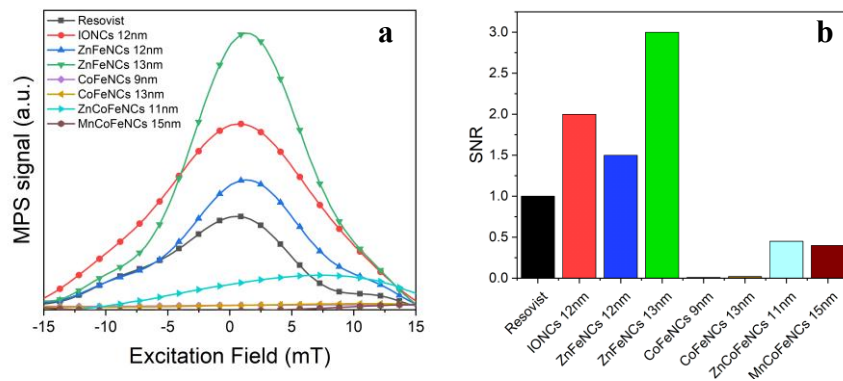 a
Resovist
IONCs 12nm
ZnFeNCs 12nm
ZnFeNCs 13nm
CoFeNCs 9nm
CoFeNCs 13nm
ZnCoFeNCs 11nm
MnCoFeNCs 15nm
MPS signal (a.u.)
-15 -10 -5 0 5 10 15
Excitation Field (mT)
b
SNR
3.0
2.5
2.0
1.5
1.0
0.5
0.0
Resovist
IONCs 12nm
ZnFeNCs 12nm
ZnFeNCs 13nm
CoFeNCs 9nm
CoFeNCs 13nm
ZnCoFeNCs 11nm
MnCoFeNCs 15nm